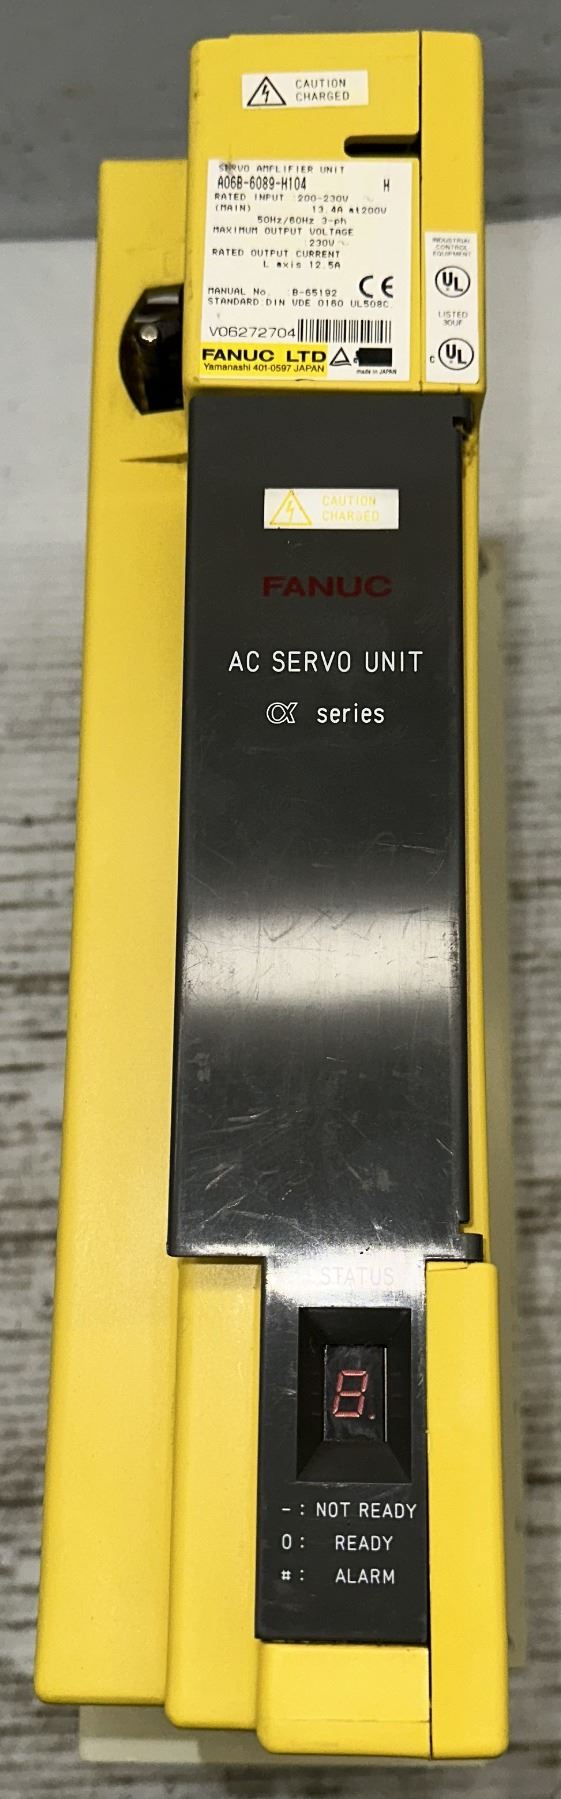 CAUTION
CHARGED
SERVO AMPLIFIER UNIT
A06B-6089-H104 H
RATED INPUT :200-230V ~
(MAIN) 13.4A at200V
50Hz/60Hz 3-ph
MAXIMUM OUTPUT VOLTAGE
230V~
RATED OUTPUT CURRENT
L axis 12.5A
MANUAL No. :B-65192 CE
STANDARD:DIN VDE 0160 UL508C.
V06272704
FANUC LTD
Yamanashi 401-0597 JAPAN
made in JAPAN
INDUSTRIAL
CONTROL
EQUIPMENT
UL
LISTED
30UF
c UL
CAUTION
CHARGED
FANUC
AC SERVO UNIT
α series
STATUS
8.
-: NOT READY
0: READY
#: ALARM